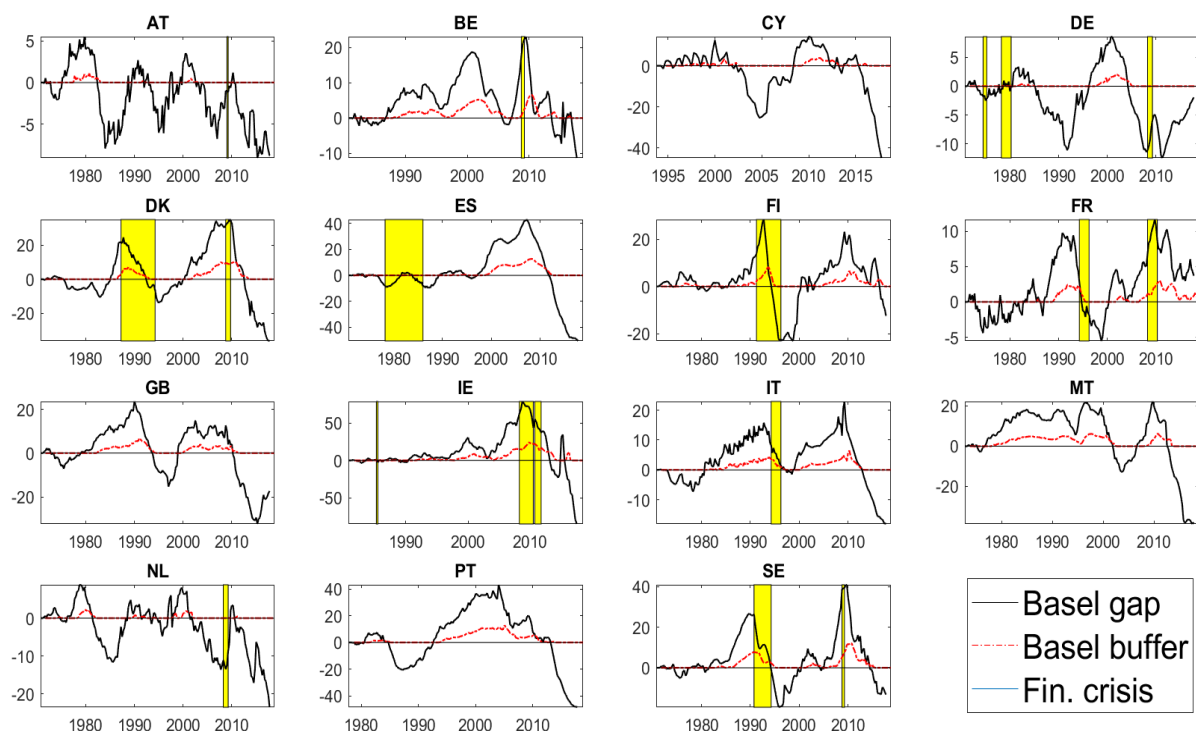 AT BE CY DE
5 0 -5
20 10 0 -10
0 -20 -40
5 0 -5 -10
1980 1990 2000 2010
1990 2000 2010
1995 2000 2005 2010 2015
1980 1990 2000 2010
DK ES FI FR
20 0 -20
40 20 0 -20 -40
20 0 -20
10 5 0 -5
1980 1990 2000 2010
1980 1990 2000 2010
1980 1990 2000 2010
1980 1990 2000 2010
GB IE IT MT
20 0 -20
50 0 -50
20 10 0 -10
20 0 -20
1980 1990 2000 2010
1990 2000 2010
1980 1990 2000 2010
1980 1990 2000 2010
NL PT SE
0 -10 -20
40 20 0 -20 -40
40 20 0
Basel gap
Basel buffer
Fin. crisis
1980 1990 2000 2010
1980 1990 2000 2010
1980 1990 2000 2010